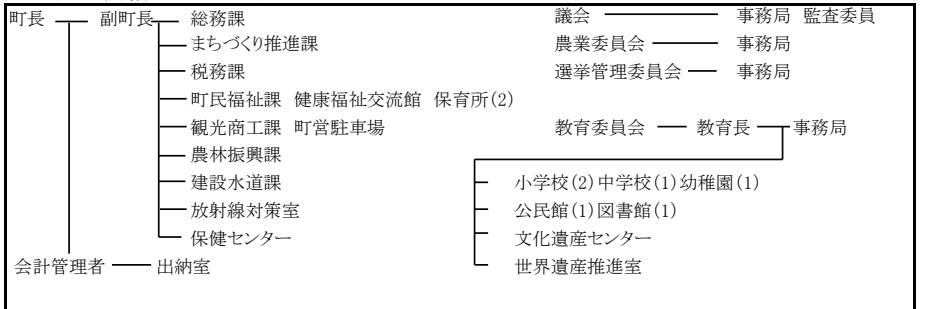 町長 副町長 総務課
まちづくり推進課
税務課
町民福祉課 健康福祉交流館 保育所(2)
観光商工課 町営駐車場
農林振興課
建設水道課
放射線対策室
保健センター
会計管理者 出納室
議会 事務局 監査委員
農業委員会 事務局
選挙管理委員会 事務局
教育委員会 教育長 事務局
小学校(2)中学校(1)幼稚園(1)
公民館(1)図書館(1)
文化遺産センター
世界遺産推進室